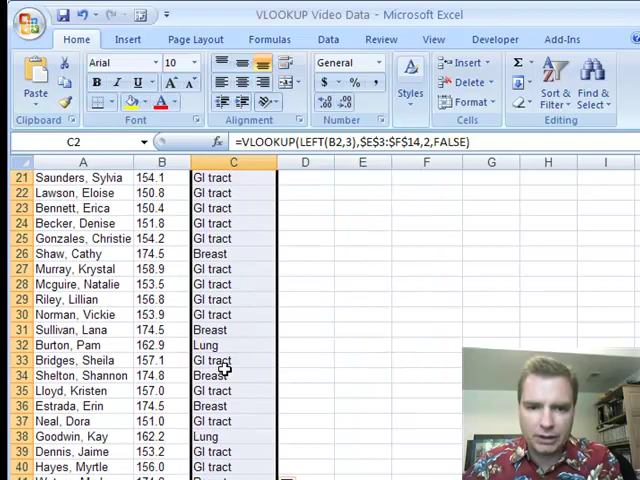 VLOOKUP Video Data - Microsoft Excel
Home Insert Page Layout Formulas Data Review View Developer Add-Ins
Paste Arial 10 General Styles Insert Delete Format Sort & Filter Find & Select
B I U A A A $ % , Σ
Clipboard Font Alignment Number Cells Editing
C2 fx =VLOOKUP(LEFT(B2,3),$E$3:$F$14,2,FALSE)
A B C D E F G H I
21 Saunders, Sylvia 154.1 GI tract
22 Lawson, Eloise 150.8 GI tract
23 Bennett, Erica 150.4 GI tract
24 Becker, Denise 151.8 GI tract
25 Gonzales, Christie 154.2 GI tract
26 Shaw, Cathy 174.5 Breast
27 Murray, Krystal 158.9 GI tract
28 Mcguire, Natalie 153.5 GI tract
29 Riley, Lillian 156.8 GI tract
30 Norman, Vickie 153.9 GI tract
31 Sullivan, Lana 174.5 Breast
32 Burton, Pam 162.9 Lung
33 Bridges, Sheila 157.1 GI tract
34 Shelton, Shannon 174.8 Breast
35 Lloyd, Kristen 157.0 GI tract
36 Estrada, Erin 174.5 Breast
37 Neal, Dora 151.0 GI tract
38 Goodwin, Kay 162.2 Lung
39 Dennis, Jaime 153.2 GI tract
40 Hayes, Myrtle 156.0 GI tract